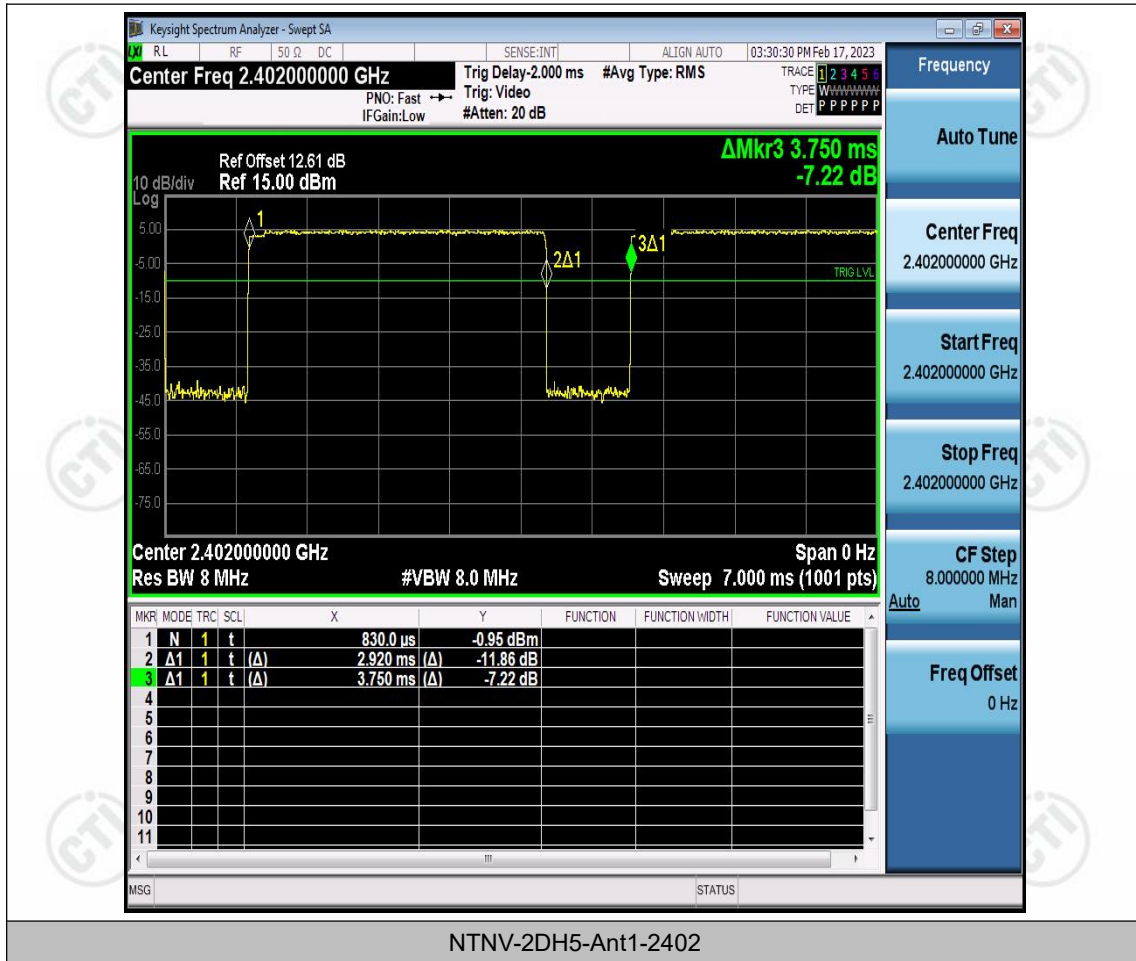 Keysight Spectrum Analyzer - Swept SA
LXI RL RF 50 Ω DC SENSE:INT ALIGN AUTO 03:30:30 PM Feb 17, 2023
Center Freq 2.402000000 GHz
PNO: Fast
IFGain:Low
Trig Delay-2.000 ms
Trig: Video
#Atten: 20 dB
#Avg Type: RMS
TRACE 1 2 3 4 5 6
TYPE WWWWWWW
DET P P P P P P
ΔMkr3 3.750 ms
-7.22 dB
Ref Offset 12.61 dB
10 dB/div Ref 15.00 dBm
Log
5.00
-5.00
-15.0
-25.0
-35.0
-45.0
-55.0
-65.0
-75.0
1
2Δ1
3Δ1
TRIG LVL
Center 2.402000000 GHz Span 0 Hz
Res BW 8 MHz #VBW 8.0 MHz Sweep 7.000 ms (1001 pts)
MKR MODE TRC SCL X Y FUNCTION FUNCTION WIDTH FUNCTION VALUE
1 N 1 t 830.0 µs -0.95 dBm
2 Δ1 1 t (Δ) 2.920 ms (Δ) -11.86 dB
3 Δ1 1 t (Δ) 3.750 ms (Δ) -7.22 dB
4
5
6
7
8
9
10
11
MSG STATUS
Frequency
Auto Tune
Center Freq
2.402000000 GHz
Start Freq
2.402000000 GHz
Stop Freq
2.402000000 GHz
CF Step
8.000000 MHz
Auto Man
Freq Offset
0 Hz
NTNV-2DH5-Ant1-2402
CTI
CTI
CTI
CTI
CTI
CTI